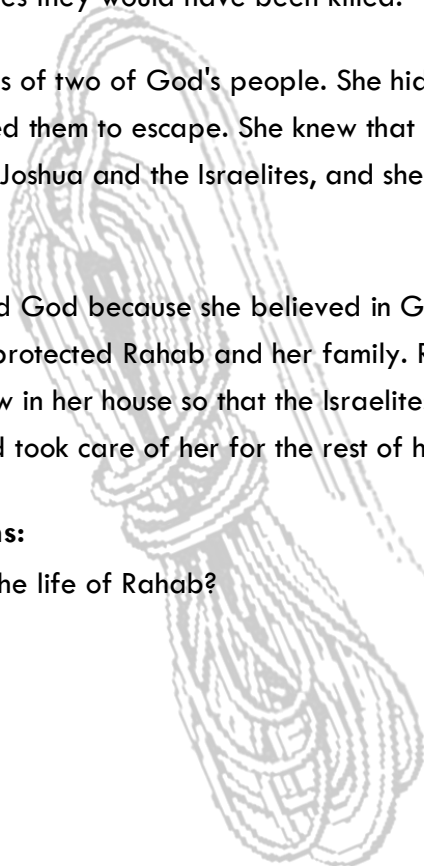 es they would have been killed.
s of two of God's people. She hid
ed them to escape. She knew that
Joshua and the Israelites, and she
d God because she believed in G
protected Rahab and her family. R
w in her house so that the Israelite
d took care of her for the rest of h
ns:
he life of Rahab?